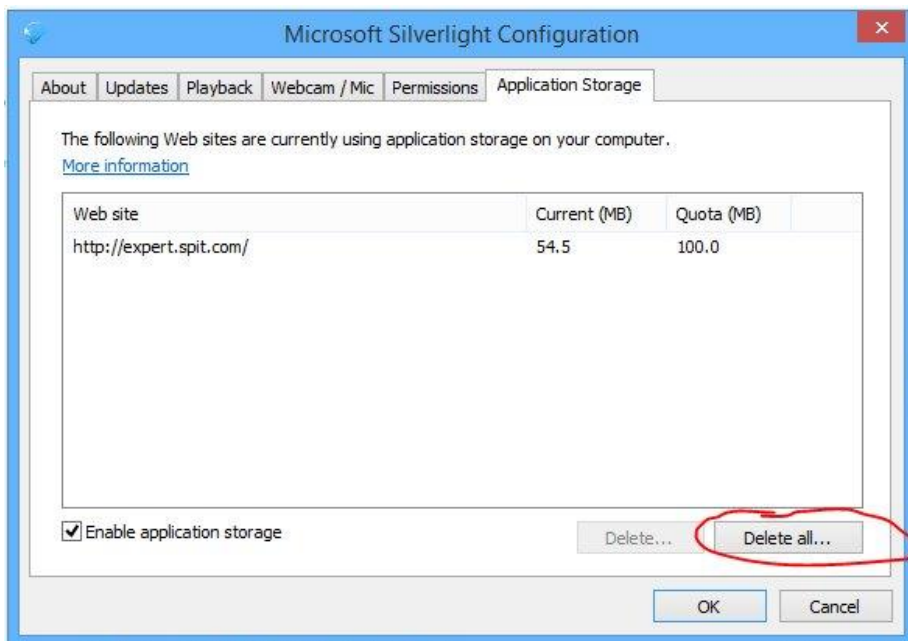 Microsoft Silverlight Configuration
About Updates Playback Webcam / Mic Permissions Application Storage
The following Web sites are currently using application storage on your computer.
More information
Web site Current (MB) Quota (MB)
http://expert.spit.com/ 54.5 100.0
Enable application storage Delete... Delete all...
OK Cancel